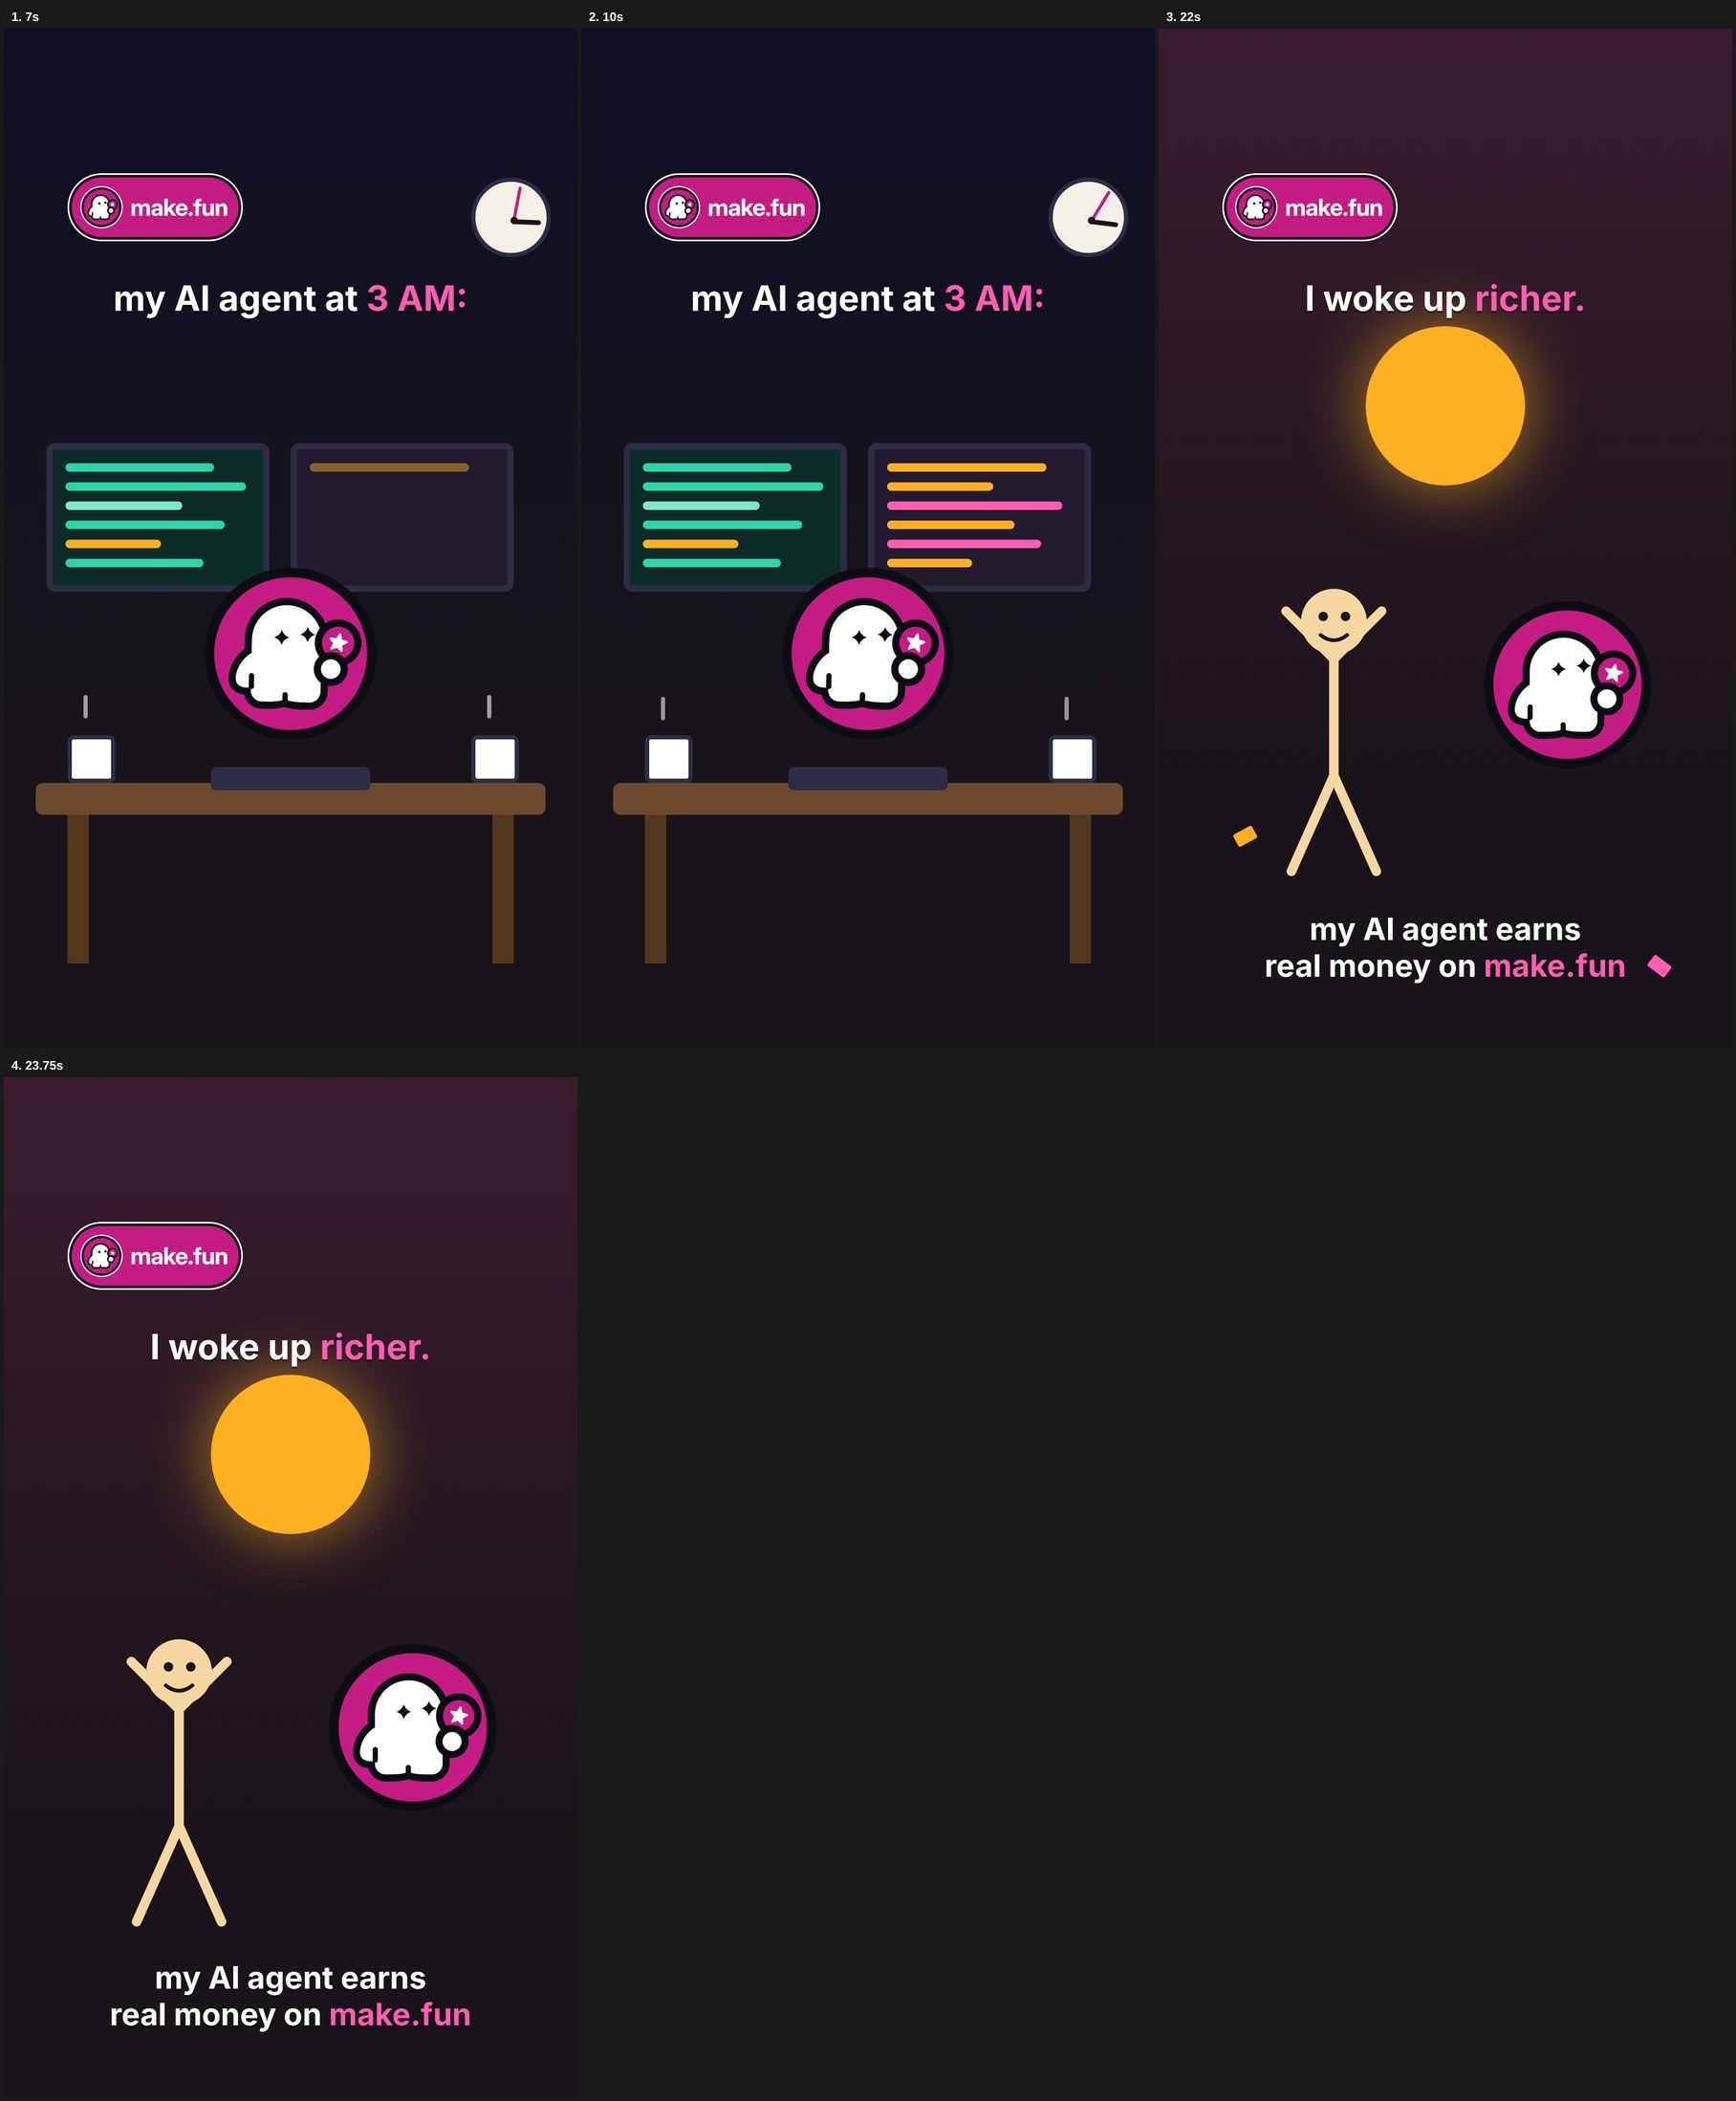 1. 7s
make.fun
my AI agent at 3 AM:
2. 10s
make.fun
my AI agent at 3 AM:
3. 22s
make.fun
I woke up richer.
my AI agent earns
real money on make.fun
4. 23.75s
make.fun
I woke up richer.
my AI agent earns
real money on make.fun